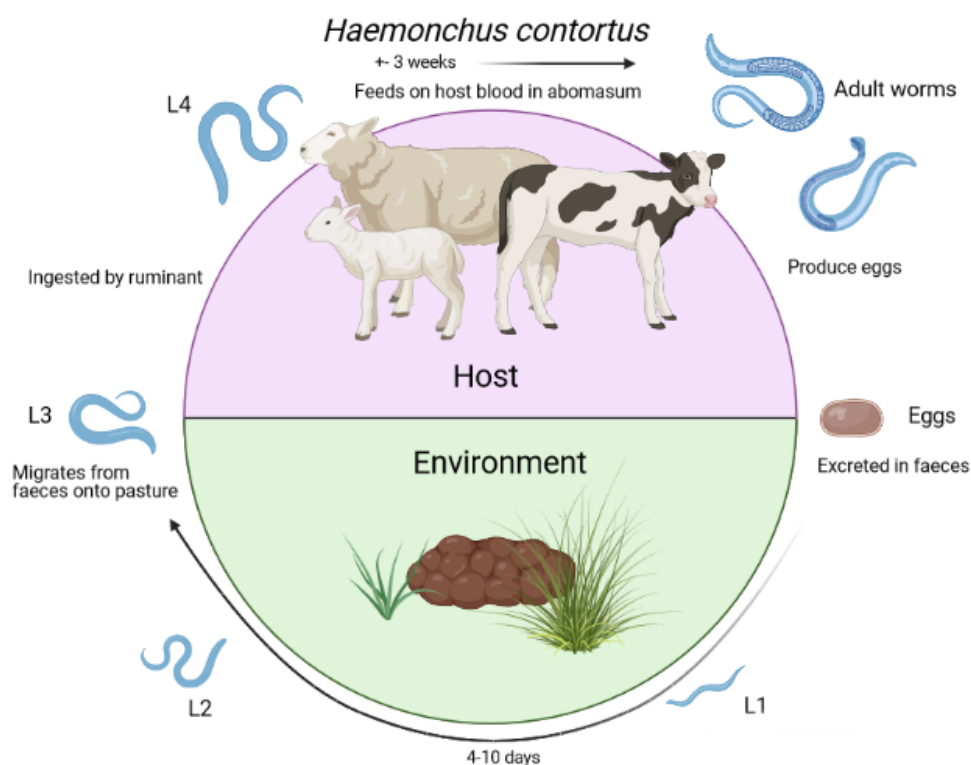 Haemonchus contortus
+- 3 weeks
Feeds on host blood in abomasum
L4
Adult worms
Ingested by ruminant
Produce eggs
Host
L3
Eggs
Migrates from
faeces onto pasture
Environment
Excreted in faeces
L2
L1
4-10 days